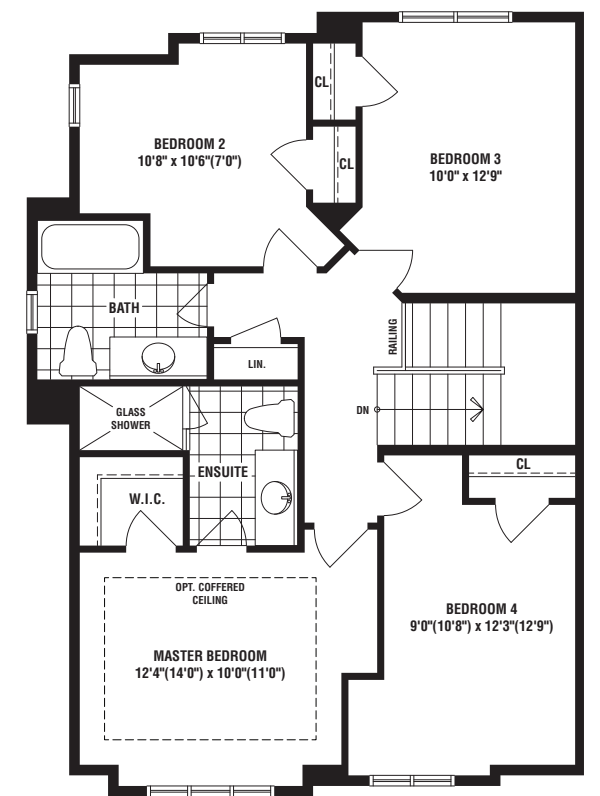 CL
BEDROOM 2
10'8" x 10'6"(7'0")
CL
BEDROOM 3
10'0" x 12'9"
BATH
RAILING
LIN.
DN
GLASS
SHOWER
ENSUITE
CL
W.I.C.
OPT. COFFERED
CEILING
BEDROOM 4
9'0"(10'8") x 12'3"(12'9")
MASTER BEDROOM
12'4"(14'0") x 10'0"(11'0")